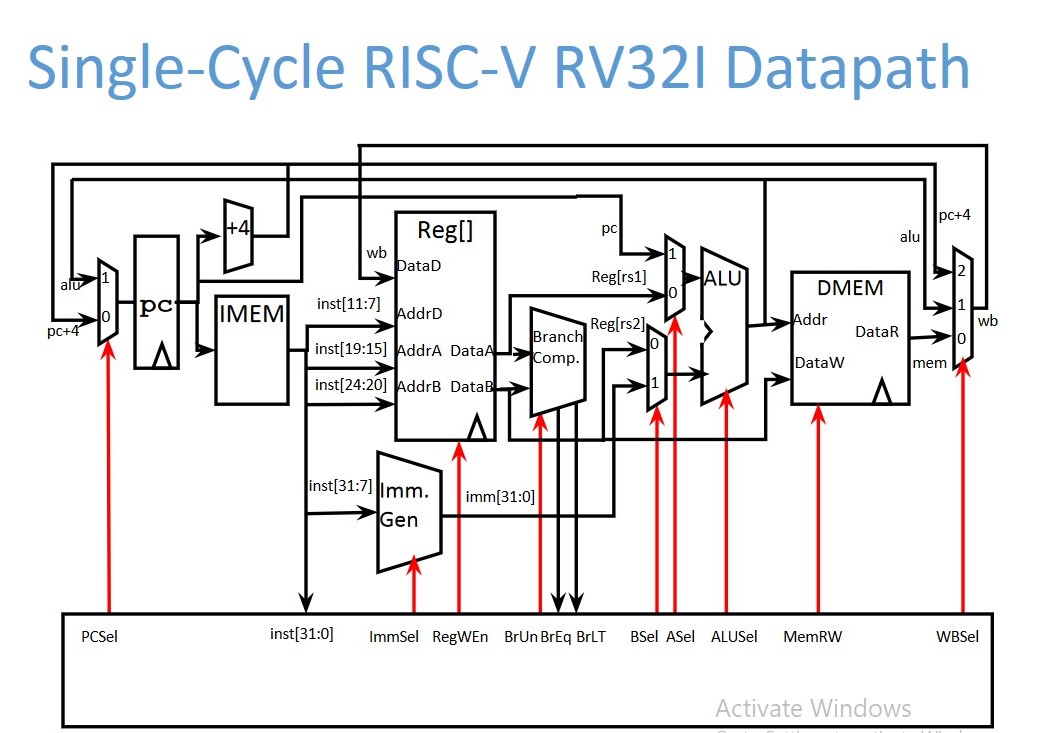 Single-Cycle RISC-V RV32I Datapath
pc+4
alu
+4
Reg[]
wb
DataD
pc
1
ALU
2
alu
1
pc
Reg[rs1]
0
DMEM
1
0
pc+4
IMEM
inst[11:7]
AddrD
Reg[rs2]
Addr
wb
Branch
Comp.
0
DataR
0
inst[19:15]
AddrA
DataA
mem
inst[24:20]
AddrB
DataB
1
DataW
inst[31:7]
Imm.
Gen
imm[31:0]
PCSel
inst[31:0]
ImmSel
RegWEn
BrUn
BrEq
BrLT
BSel
ASel
ALUSel
MemRW
WBSel
Activate Windows